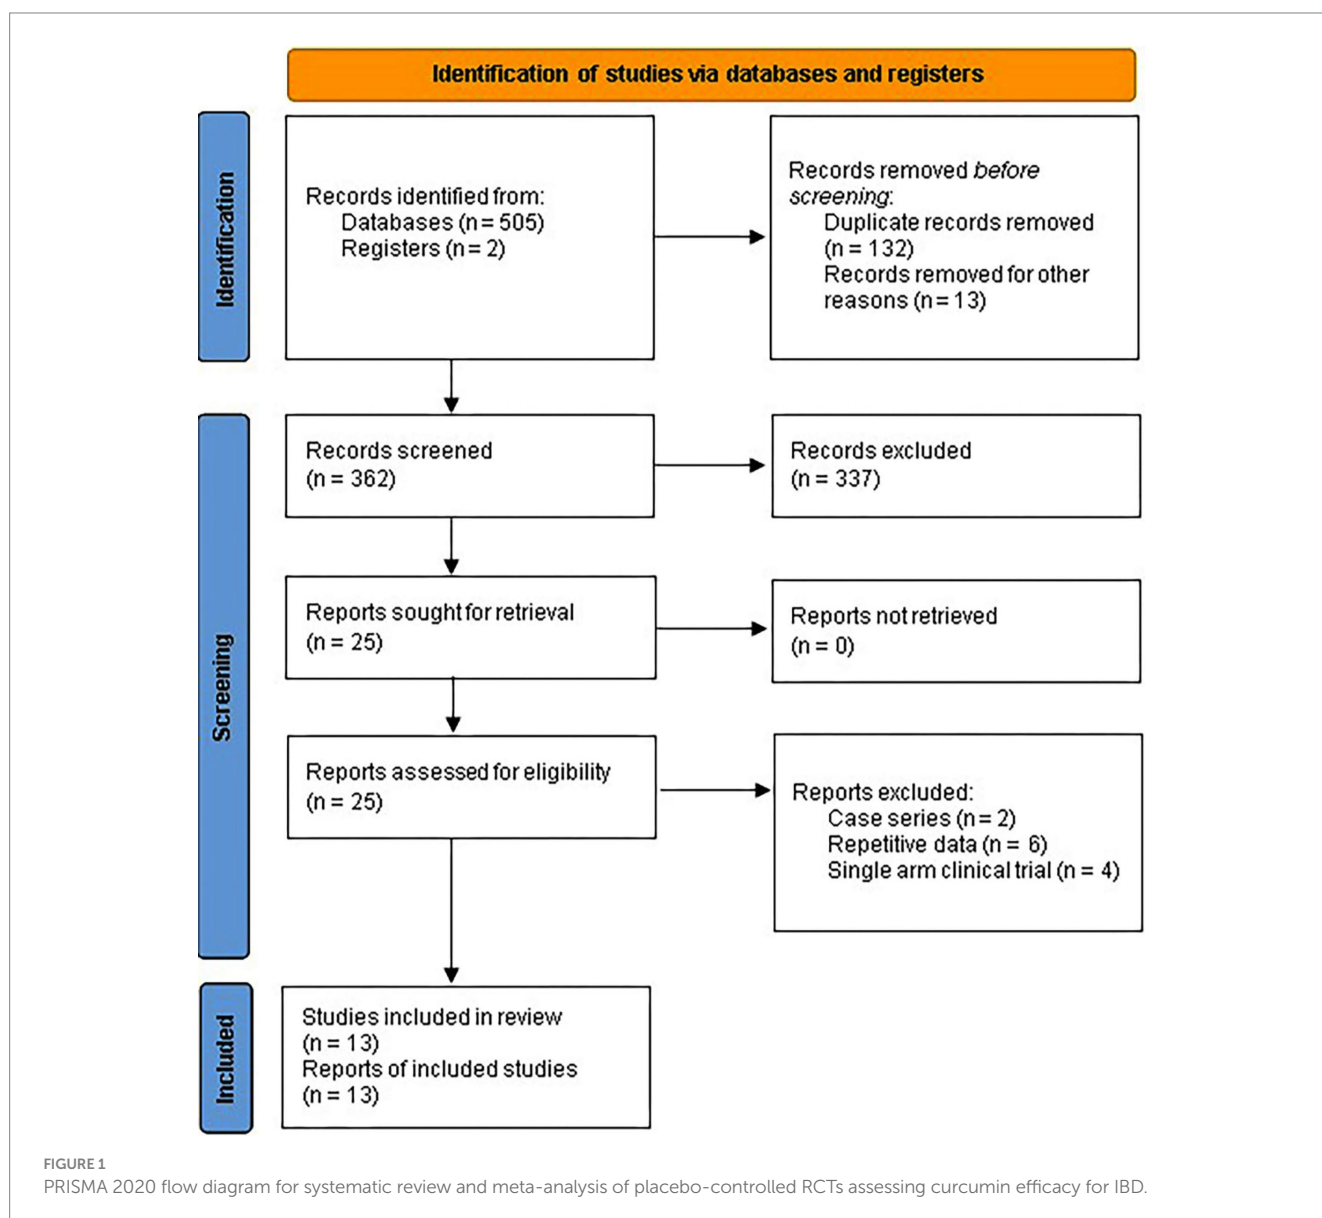 Identification of studies via databases and registers
Identification
Records identified from:
Databases (n = 505)
Registers (n = 2)
Records removed before
screening:
Duplicate records removed
(n = 132)
Records removed for other
reasons (n = 13)
Screening
Records screened
(n = 362)
Records excluded
(n = 337)
Reports sought for retrieval
(n = 25)
Reports not retrieved
(n = 0)
Reports assessed for eligibility
(n = 25)
Reports excluded:
Case series (n = 2)
Repetitive data (n = 6)
Single arm clinical trial (n = 4)
Included
Studies included in review
(n = 13)
Reports of included studies
(n = 13)
FIGURE 1
PRISMA 2020 flow diagram for systematic review and meta-analysis of placebo-controlled RCTs assessing curcumin efficacy for IBD.